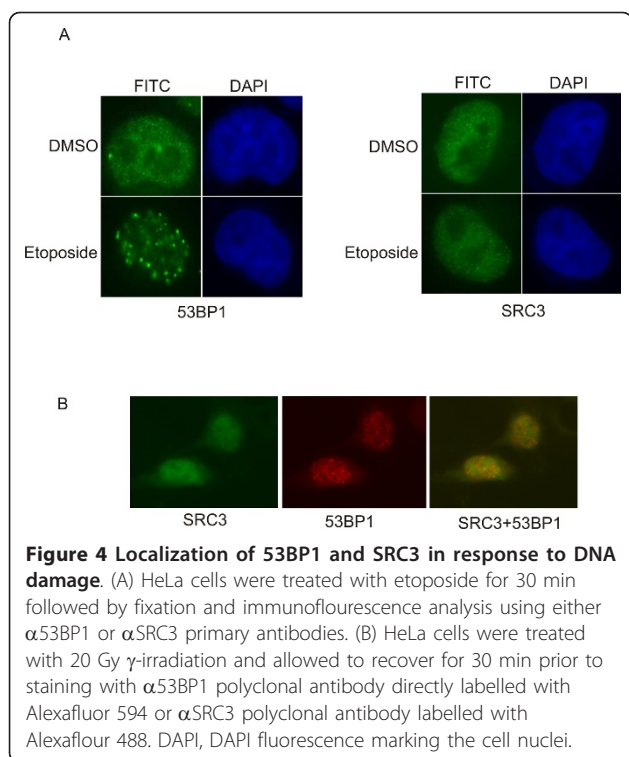 A
FITC DAPI FITC DAPI
DMSO DMSO
Etoposide Etoposide
53BP1 SRC3
B
SRC3 53BP1 SRC3+53BP1
Figure 4 Localization of 53BP1 and SRC3 in response to DNA
damage. (A) HeLa cells were treated with etoposide for 30 min
followed by fixation and immunoflourescence analysis using either
α53BP1 or αSRC3 primary antibodies. (B) HeLa cells were treated
with 20 Gy γ-irradiation and allowed to recover for 30 min prior to
staining with α53BP1 polyclonal antibody directly labelled with
Alexafluor 594 or αSRC3 polyclonal antibody labelled with
Alexaflour 488. DAPI, DAPI fluorescence marking the cell nuclei.